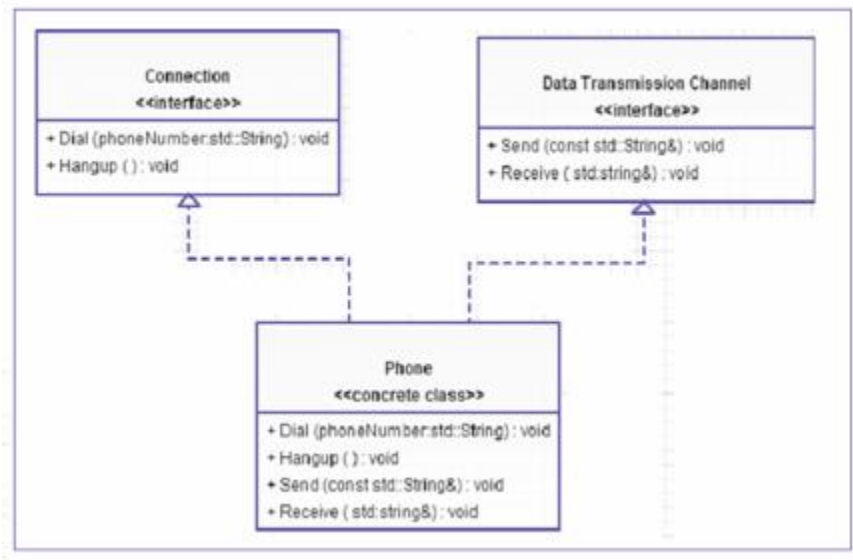 Connection
<<interface>>
+ Dial (phoneNumber:std::String) : void
+ Hangup ( ) : void
Data Transmission Channel
<<interface>>
+ Send (const std::String&) : void
+ Receive ( std:string&) : void
Phone
<<concrete class>>
+ Dial (phoneNumber:std::String) : void
+ Hangup ( ) : void
+ Send (const std::String&) : void
+ Receive ( std:string&) : void